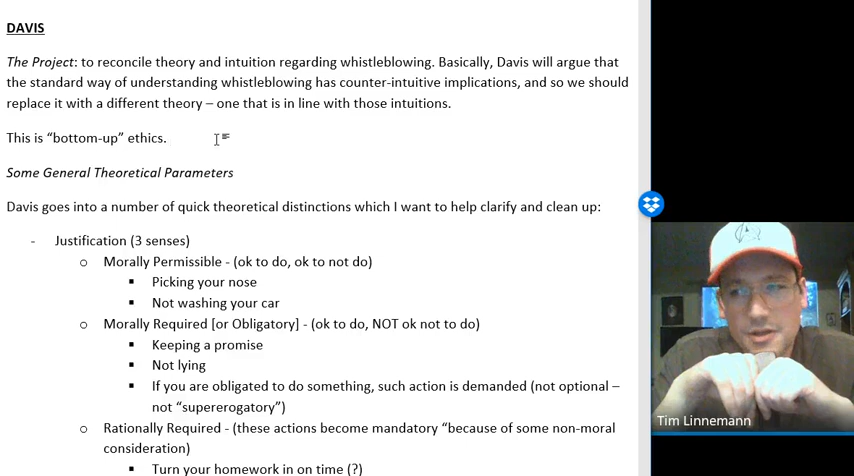 DAVIS
The Project: to reconcile theory and intuition regarding whistleblowing. Basically, Davis will argue that
the standard way of understanding whistleblowing has counter-intuitive implications, and so we should
replace it with a different theory – one that is in line with those intuitions.
This is “bottom-up” ethics.
Some General Theoretical Parameters
Davis goes into a number of quick theoretical distinctions which I want to help clarify and clean up:
- Justification (3 senses)
o Morally Permissible - (ok to do, ok to not do)
▪ Picking your nose
▪ Not washing your car
o Morally Required [or Obligatory] - (ok to do, NOT ok not to do)
▪ Keeping a promise
▪ Not lying
▪ If you are obligated to do something, such action is demanded (not optional –
not “supererogatory”)
o Rationally Required - (these actions become mandatory “because of some non-moral
consideration)
▪ Turn your homework in on time (?)
Tim Linnemann